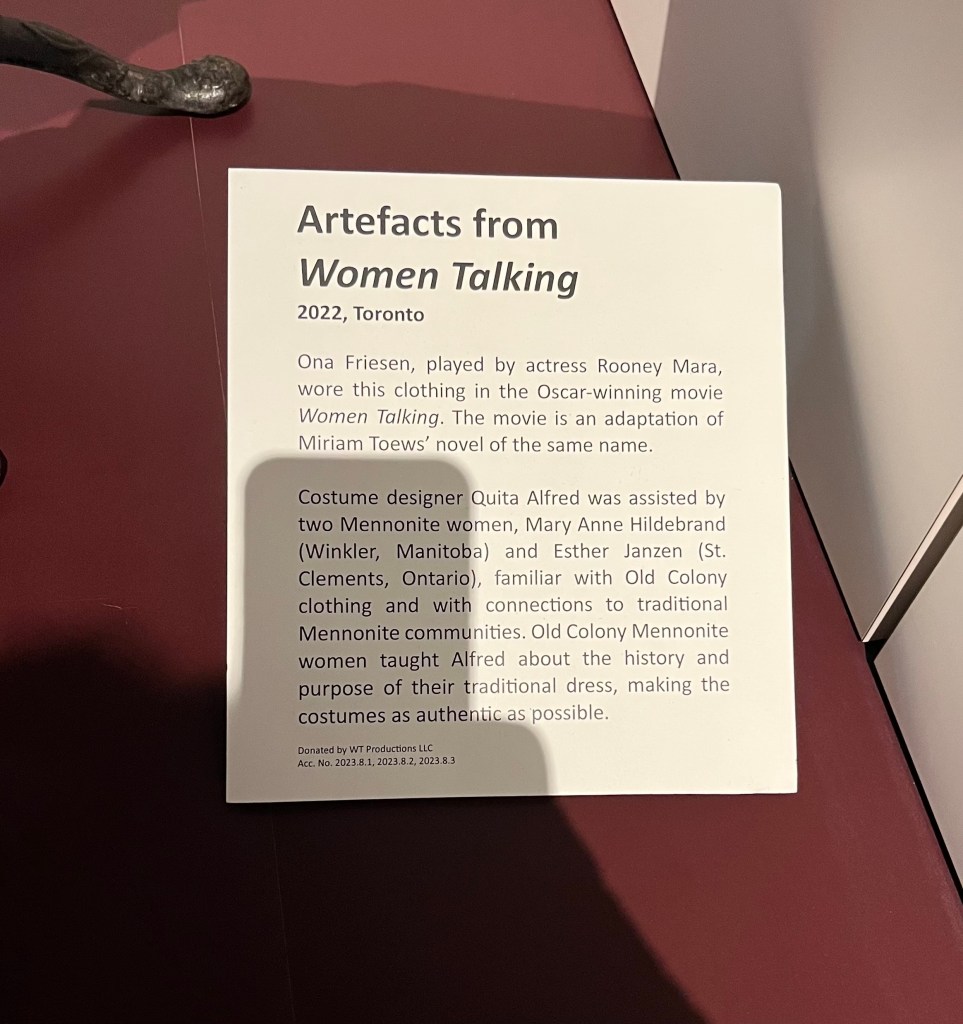 Artefacts from
Women Talking
2022, Toronto
Ona Friesen, played by actress Rooney Mara,
wore this clothing in the Oscar-winning movie
Women Talking. The movie is an adaptation of
Miriam Toews’ novel of the same name.
Costume designer Quita Alfred was assisted by
two Mennonite women, Mary Anne Hildebrand
(Winkler, Manitoba) and Esther Janzen (St.
Clements, Ontario), familiar with Old Colony
clothing and with connections to traditional
Mennonite communities. Old Colony Mennonite
women taught Alfred about the history and
purpose of their traditional dress, making the
costumes as authentic as possible.
Donated by WT Productions LLC
Acc. No. 2023.8.1, 2023.8.2, 2023.8.3